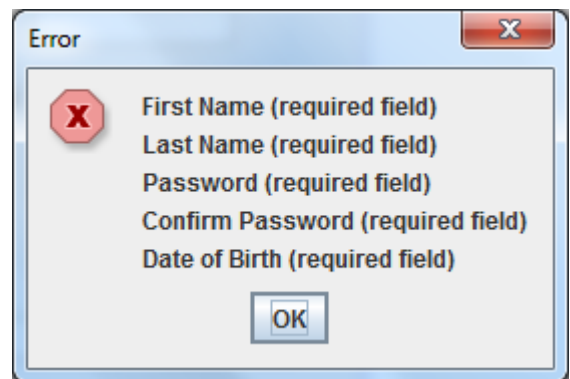 Error
First Name (required field)
Last Name (required field)
Password (required field)
Confirm Password (required field)
Date of Birth (required field)
OK